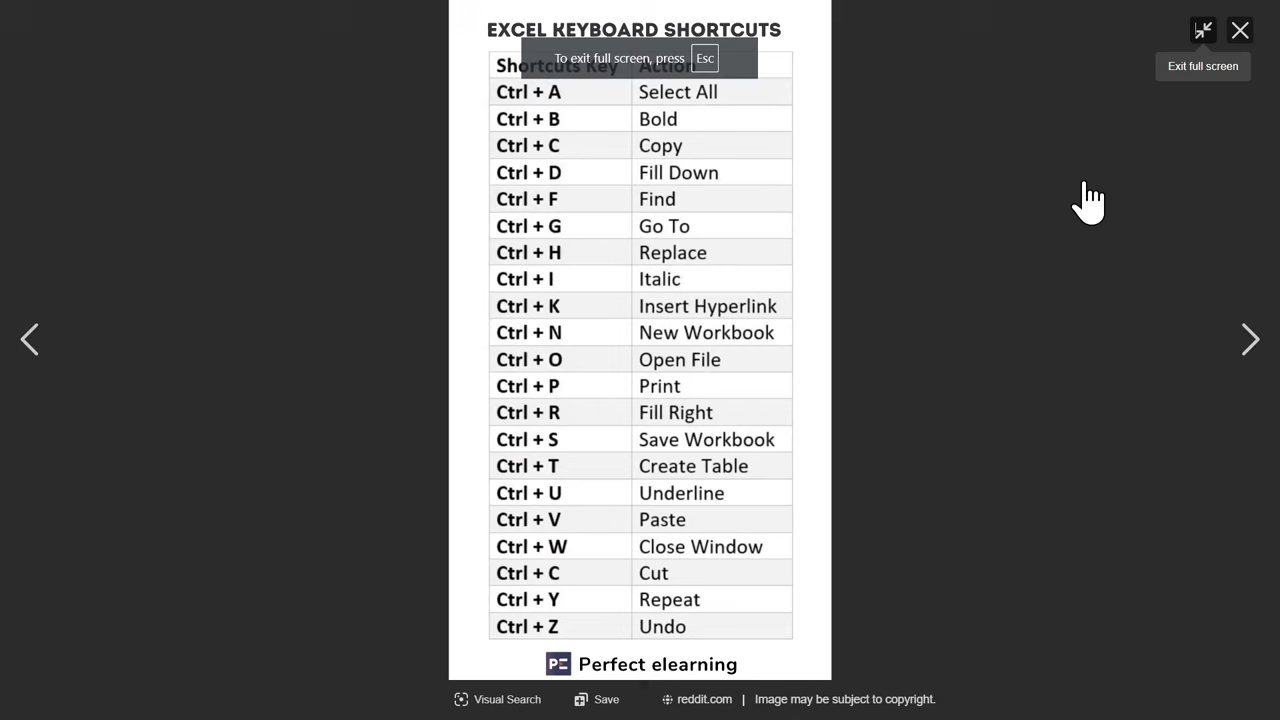 EXCEL KEYBOARD SHORTCUTS
To exit full screen, press Esc
Exit full screen
Shortcuts Key Action
Ctrl + A Select All
Ctrl + B Bold
Ctrl + C Copy
Ctrl + D Fill Down
Ctrl + F Find
Ctrl + G Go To
Ctrl + H Replace
Ctrl + I Italic
Ctrl + K Insert Hyperlink
Ctrl + N New Workbook
Ctrl + O Open File
Ctrl + P Print
Ctrl + R Fill Right
Ctrl + S Save Workbook
Ctrl + T Create Table
Ctrl + U Underline
Ctrl + V Paste
Ctrl + W Close Window
Ctrl + C Cut
Ctrl + Y Repeat
Ctrl + Z Undo
PE Perfect elearning
Visual Search Save reddit.com | Image may be subject to copyright.